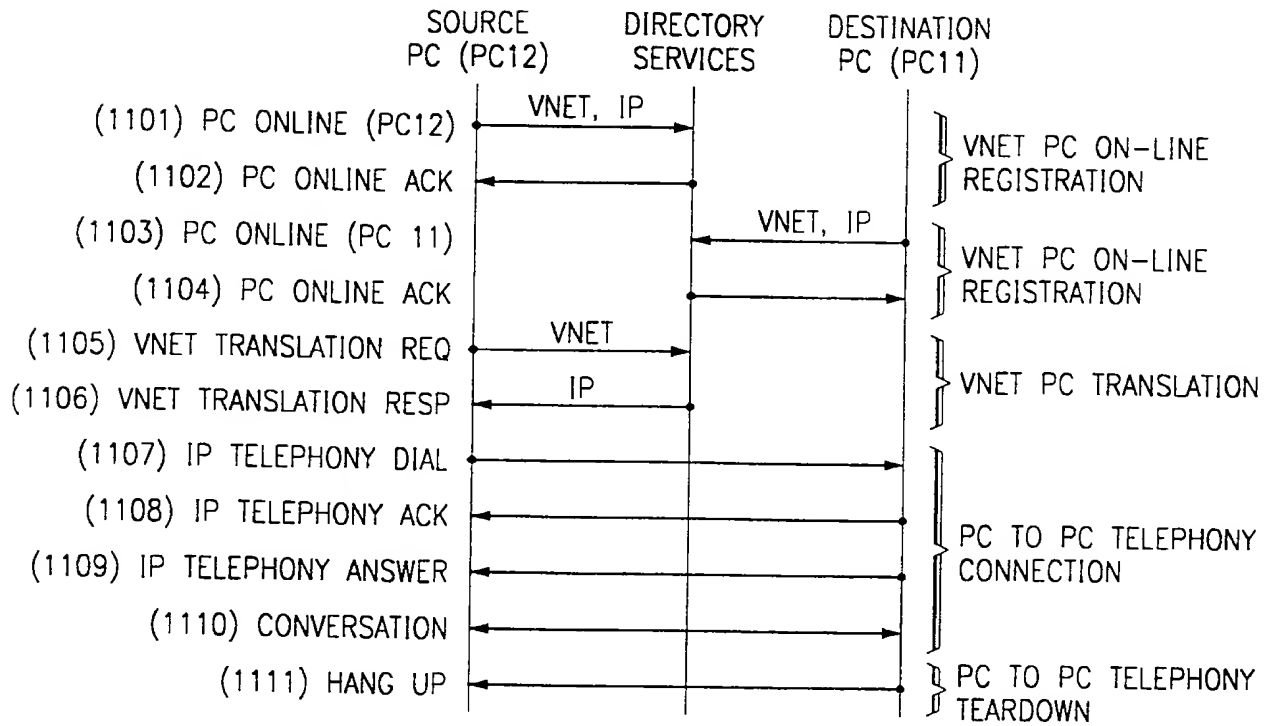 SOURCE
PC (PC12)
DIRECTORY
SERVICES
DESTINATION
PC (PC11)
(1101) PC ONLINE (PC12)
VNET, IP
(1102) PC ONLINE ACK
VNET PC ON-LINE
REGISTRATION
(1103) PC ONLINE (PC 11)
VNET, IP
(1104) PC ONLINE ACK
VNET PC ON-LINE
REGISTRATION
(1105) VNET TRANSLATION REQ
VNET
(1106) VNET TRANSLATION RESP
IP
VNET PC TRANSLATION
(1107) IP TELEPHONY DIAL
(1108) IP TELEPHONY ACK
(1109) IP TELEPHONY ANSWER
(1110) CONVERSATION
PC TO PC TELEPHONY
CONNECTION
(1111) HANG UP
PC TO PC TELEPHONY
TEARDOWN